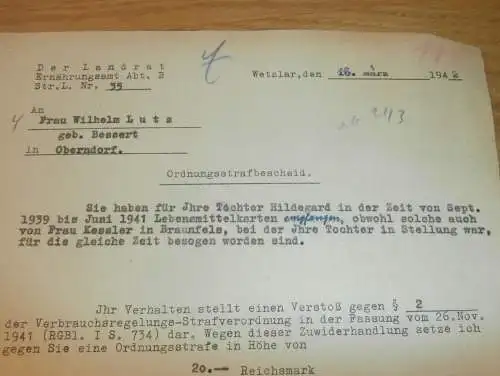 Der Landrat
Ernährungsamt Abt. B
Str.L. Nr. 55
Wetzlar,den 16. März 1942
An
Frau Wilhelm Lutz
geb. Bessert
in Oberndorf.
Ordnungsstrafbescheid.
Sie haben für Jhre Tochter Hildegard in der Zeit von Sept.
1939 bis Juni 1941 Lebensmittelkarten empfangen, obwohl solche auch
von Frau Kessler in Braunfels, bei der Jhre Tochter in Stellung war,
für die gleiche Zeit bezogen worden sind.
Jhr Verhalten stellt einen Verstoß gegen § 2
der Verbrauchsregelungs-Strafverordnung in der Fassung vom 26.Nov.
1941 (RGBl. I S. 734) dar. Wegen dieser Zuwiderhandlung setze ich
gegen Sie eine Ordnungsstrafe in Höhe von
20.-- Reichsmark